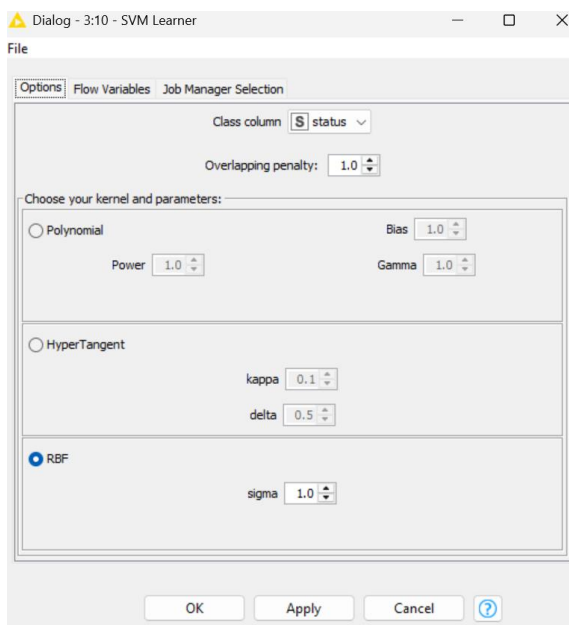 Dialog - 3:10 - SVM Learner
File
Options Flow Variables Job Manager Selection
Class column S status
Overlapping penalty: 1.0
Choose your kernel and parameters:
Polynomial Bias 1.0
Power 1.0 Gamma 1.0
HyperTangent
kappa 0.1
delta 0.5
RBF
sigma 1.0
OK Apply Cancel ?